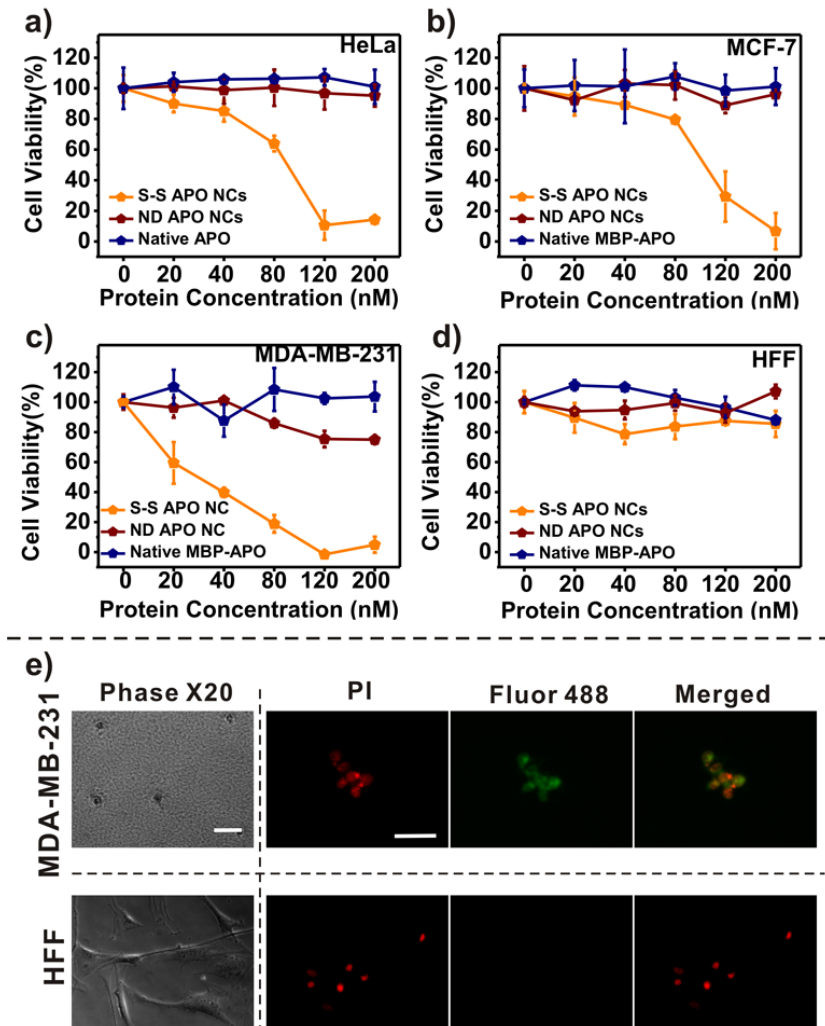 a)
HeLa
Cell Viability(%)
120
100
80
60
40
20
0
S-S APO NCs
ND APO NCs
Native APO
0 20 40 80 120 200
Protein Concentration (nM)
b)
MCF-7
Cell Viability(%)
120
100
80
60
40
20
0
S-S APO NCs
ND APO NCs
Native MBP-APO
0 20 40 80 120 200
Protein Concentration (nM)
c)
MDA-MB-231
Cell Viability(%)
120
100
80
60
40
20
0
S-S APO NC
ND APO NC
Native MBP-APO
0 20 40 80 120 200
Protein Concentration (nM)
d)
HFF
Cell Viability(%)
120
100
80
60
40
20
0
S-S APO NCs
ND APO NCs
Native MBP-APO
0 20 40 80 120 200
Protein Concentration (nM)
e)
Phase X20 PI Fluor 488 Merged
MDA-MB-231
HFF